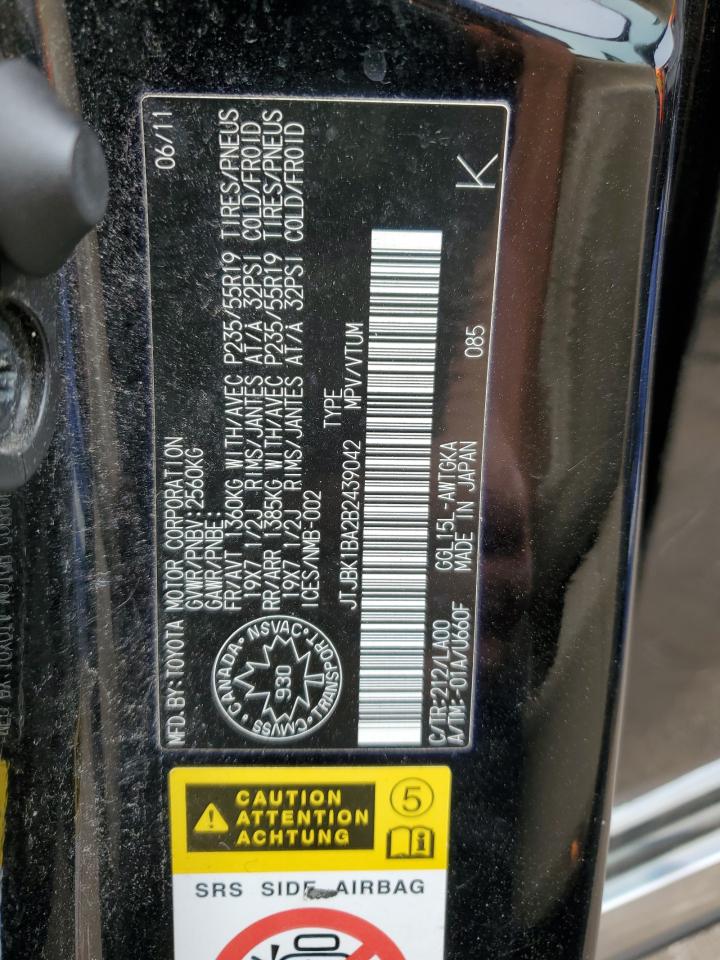 06/11
MFD.BY:TOYOTA MOTOR CORPORATION
GVWR/PNBV:2560KG
GAWR/PNBE:
FR/AVT 1360KG WITH/AVEC P235/55R19 TIRES/PNEUS
19X7 1/2J RIMS/JANTES AT/A 32PSI COLD/FROID
RR/ARR 1385KG WITH/AVEC P235/55R19 TIRES/PNEUS
19X7 1/2J RIMS/JANTES AT/A 32PSI COLD/FROID
ICES/NMB-002
TYPE
JTJBK1BA2B2439042 MPV/VTUM
CANADA•NSVAC•TRANSPORT•CMVSS•
930
K
C/TR:212/LA00 GGL15L-AWTGKA 085
A/TM:-01A/U660F MADE IN JAPAN
CAUTION
ATTENTION
ACHTUNG
5
SRS SIDE AIRBAG